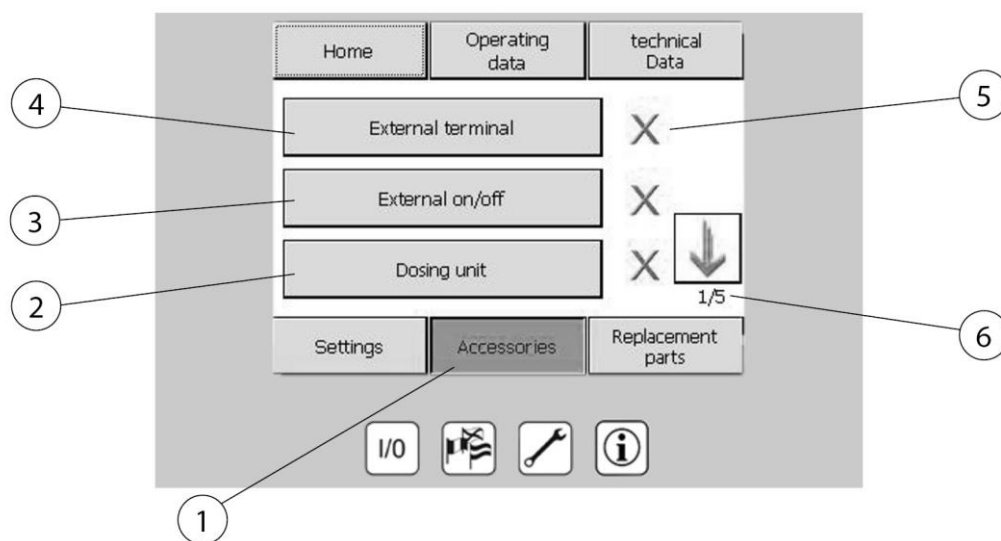 Home
Operating
data
technical
Data
4
External terminal
5
3
External on/off
2
Dosing unit
1/5
6
Settings
Accessories
Replacement
parts
I/0
1